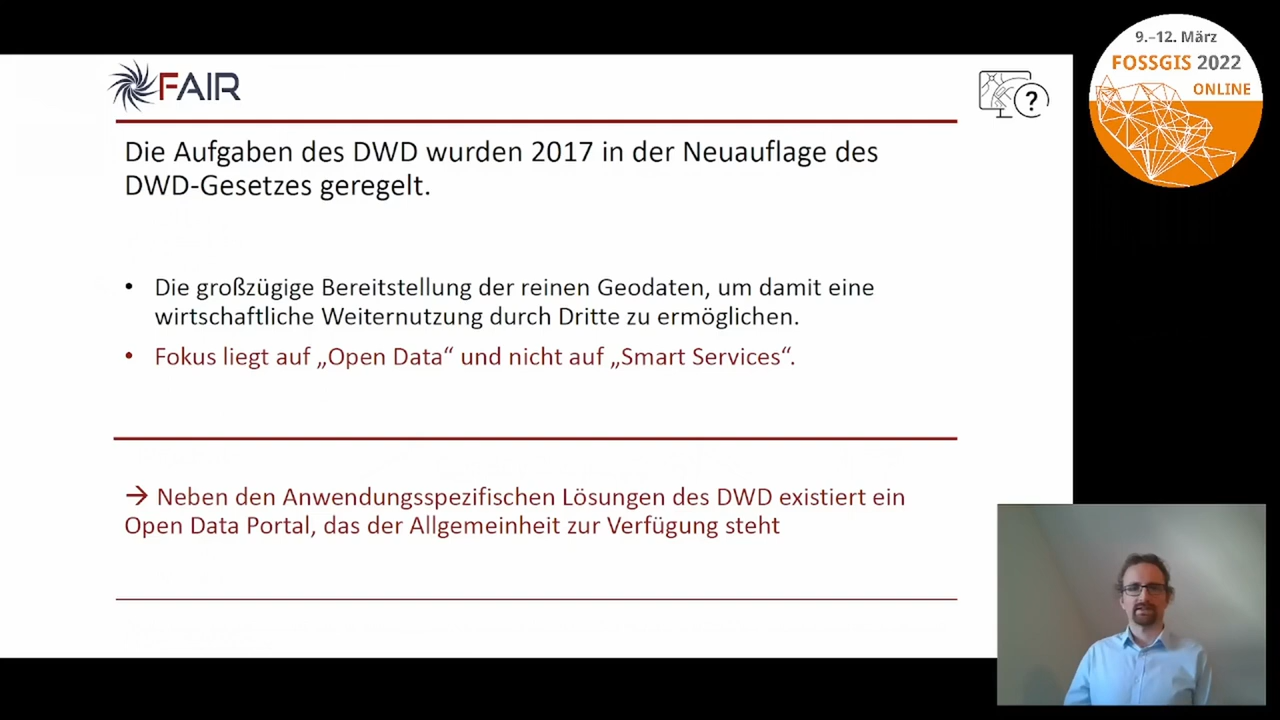 FAIR
?
9.–12. März
FOSSGIS 2022
ONLINE
Die Aufgaben des DWD wurden 2017 in der Neuauflage des
DWD-Gesetzes geregelt.
• Die großzügige Bereitstellung der reinen Geodaten, um damit eine
wirtschaftliche Weiternutzung durch Dritte zu ermöglichen.
• Fokus liegt auf „Open Data“ und nicht auf „Smart Services“.
→ Neben den Anwendungsspezifischen Lösungen des DWD existiert ein
Open Data Portal, das der Allgemeinheit zur Verfügung steht